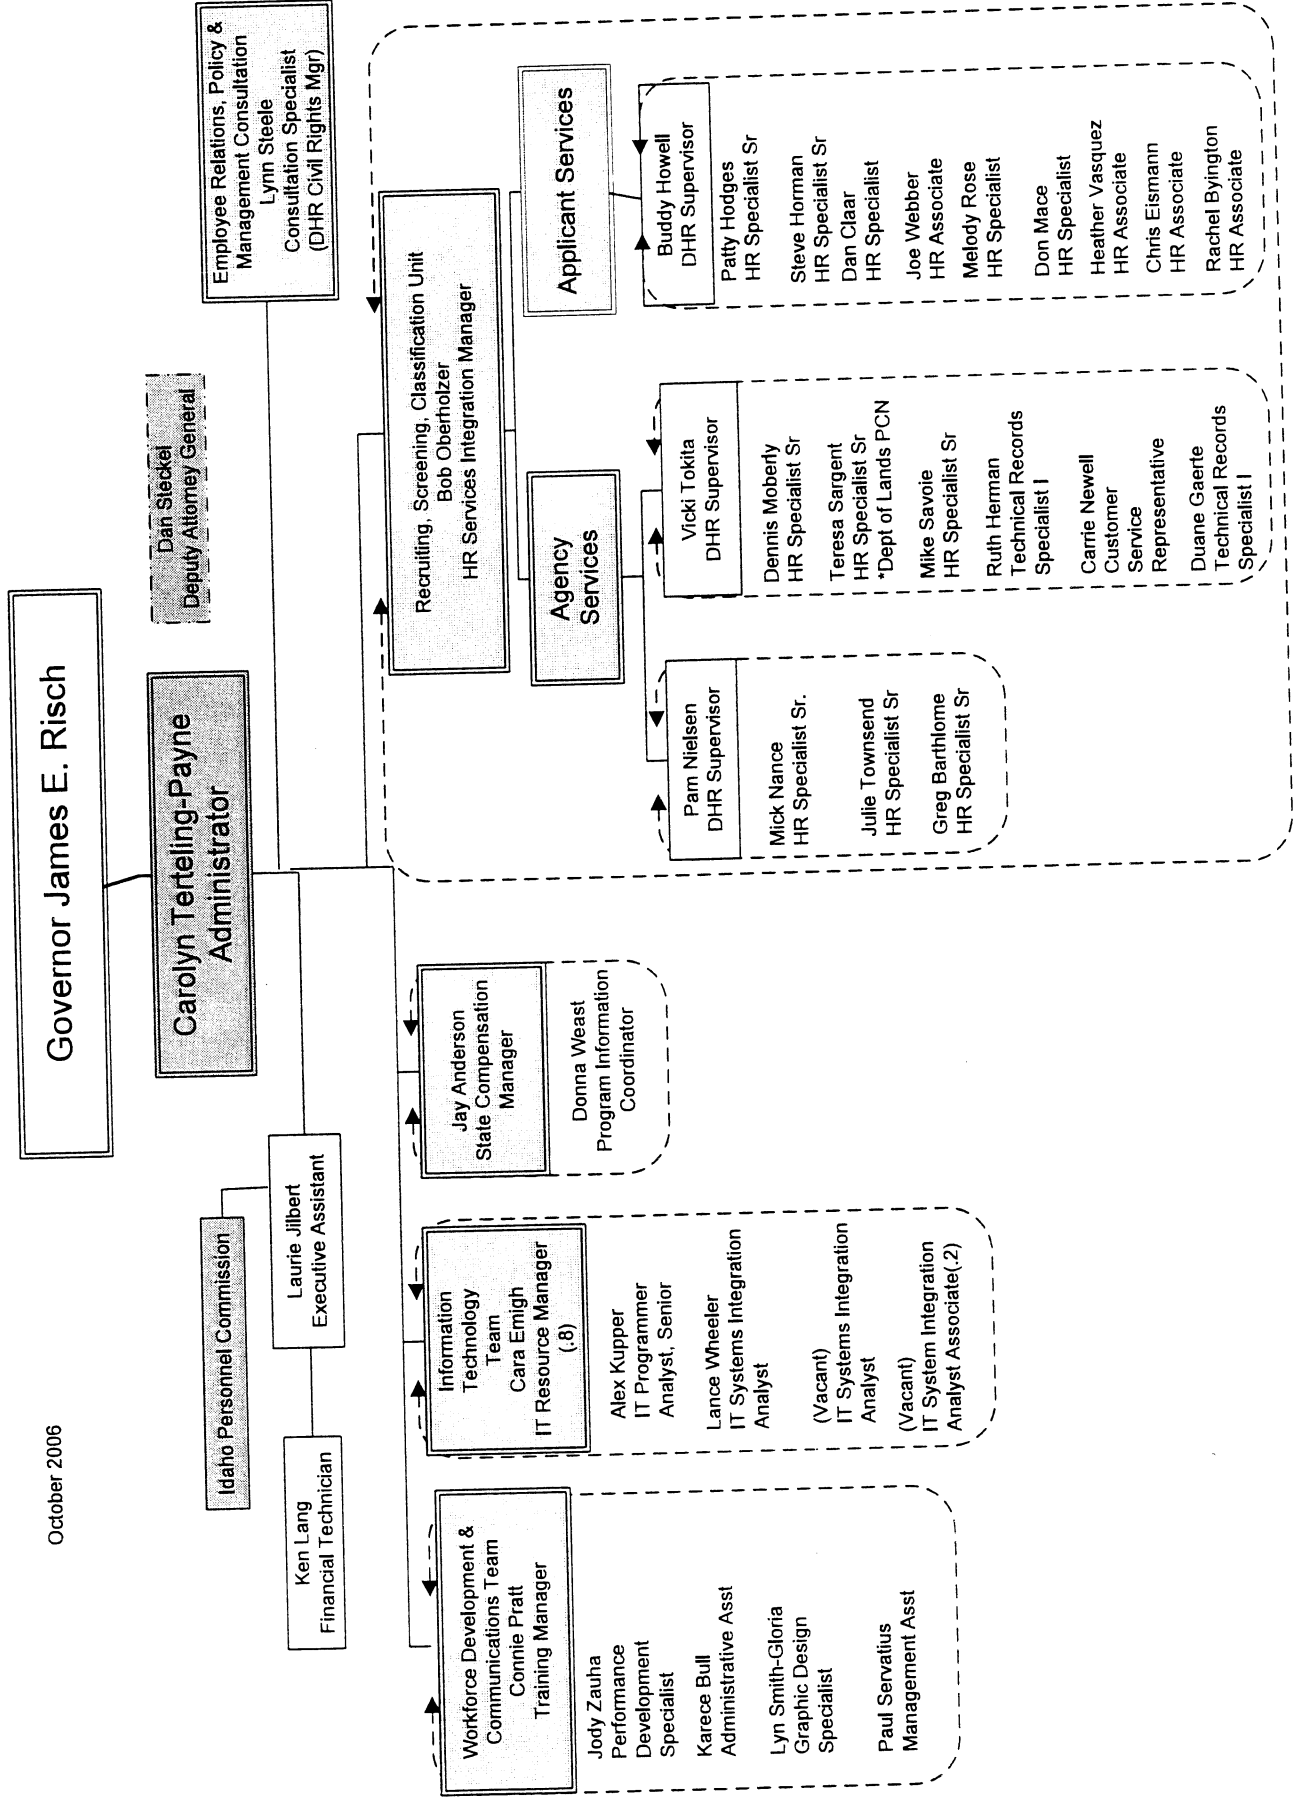 October 2006
Governor James E. Risch
Carolyn Terteling-Payne
Administrator
Dan Steckel
Deputy Attorney General
Idaho Personnel Commission
Employee Relations, Policy &
Management Consultation
Lynn Steele
Consultation Specialist
(DHR Civil Rights Mgr)
Ken Lang
Financial Technician
Laurie Jilbert
Executive Assistant
Workforce Development &
Communications Team
Connie Pratt
Training Manager
Jody Zauha
Performance
Development
Specialist
Karece Bull
Administrative Asst
Lyn Smith-Gloria
Graphic Design
Specialist
Paul Servatius
Management Asst
Information
Technology
Team
Cara Emigh
IT Resource Manager
(.8)
Alex Kupper
IT Programmer
Analyst, Senior
Lance Wheeler
IT Systems Integration
Analyst
(Vacant)
IT Systems Integration
Analyst
(Vacant)
IT System Integration
Analyst Associate(.2)
Jay Anderson
State Compensation
Manager
Donna Weast
Program Information
Coordinator
Recruiting, Screening, Classification Unit
Bob Oberholzer
HR Services Integration Manager
Agency
Services
Pam Nielsen
DHR Supervisor
Mick Nance
HR Specialist Sr.
Julie Townsend
HR Specialist Sr
Greg Barthlome
HR Specialist Sr
Vicki Tokita
DHR Supervisor
Dennis Moberly
HR Specialist Sr
Teresa Sargent
HR Specialist Sr
*Dept of Lands PCN
Mike Savoie
HR Specialist Sr
Ruth Herman
Technical Records
Specialist I
Carrie Newell
Customer
Service
Representative
Duane Gaerte
Technical Records
Specialist I
Applicant Services
Buddy Howell
DHR Supervisor
Patty Hodges
HR Specialist Sr
Steve Horman
HR Specialist Sr
Dan Claar
HR Specialist
Joe Webber
HR Associate
Melody Rose
HR Specialist
Don Mace
HR Specialist
Heather Vasquez
HR Associate
Chris Eismann
HR Associate
Rachel Byington
HR Associate